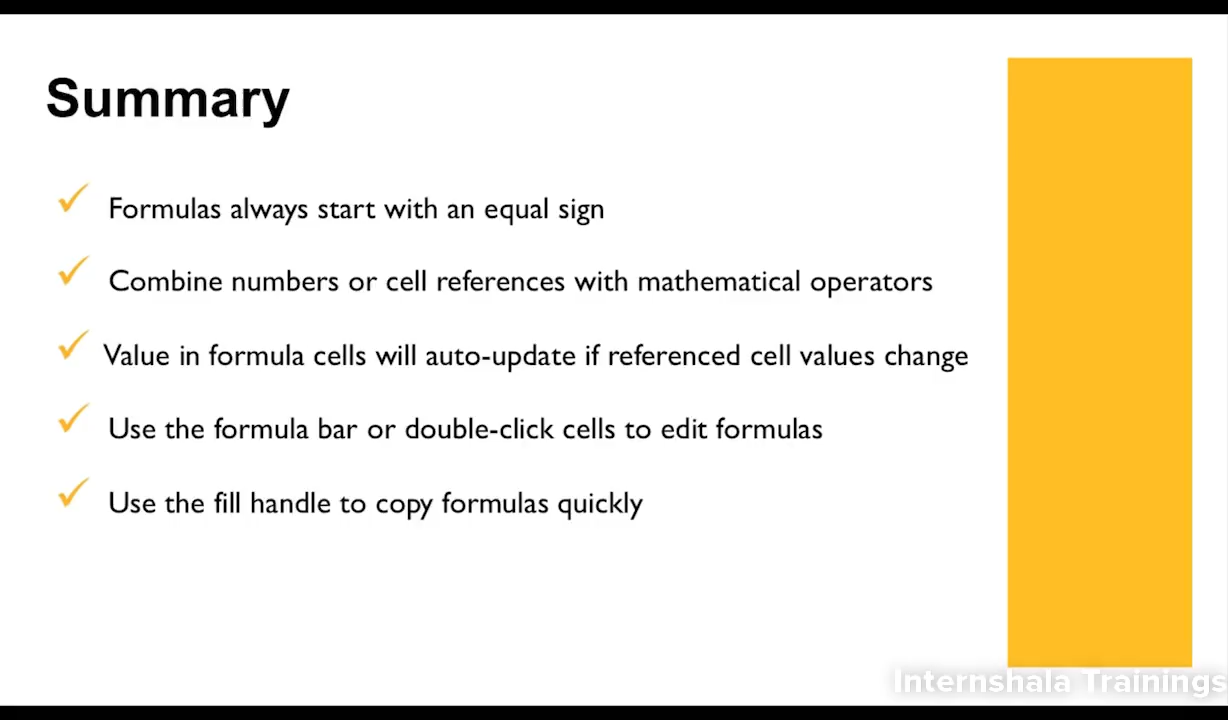 Summary
Formulas always start with an equal sign
Combine numbers or cell references with mathematical operators
Value in formula cells will auto-update if referenced cell values change
Use the formula bar or double-click cells to edit formulas
Use the fill handle to copy formulas quickly
Internshala Trainings